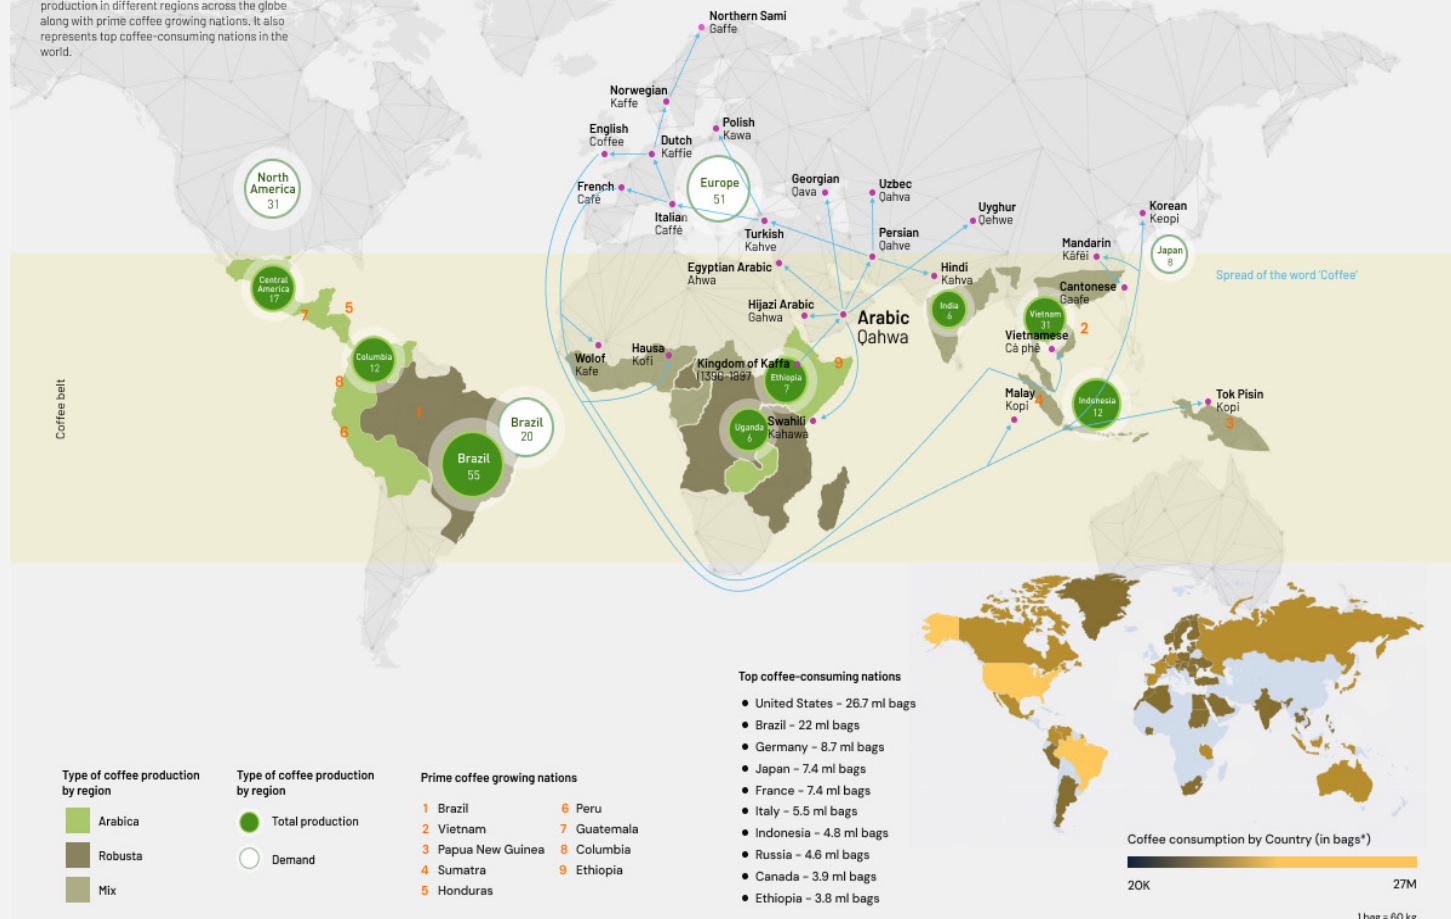 production in different regions across the globe
along with prime coffee growing nations. It also
represents top coffee-consuming nations in the
world.
Northern Sami
Gaffe
Norwegian
Kaffe
English
Coffee
Dutch
Kaffie
Polish
Kawa
North
America
31
French
Café
Europe
51
Georgian
Qava
Uzbec
Qahva
Italian
Caffé
Turkish
Kahve
Persian
Qahve
Uyghur
Qehwe
Korean
Keopi
Mandarin
Kāfēi
Japan
8
Spread of the word 'Coffee'
Egyptian Arabic
Ahwa
Hindi
Kahva
Cantonese
Gaafe
Central
America
17
Hijazi Arabic
Gahwa
Arabic
Qahwa
India
6
Vietnam
31
2
Vietnamese
Cà phê
5
7
Columbia
12
8
Wolof
Kafe
Hausa
Kofi
Kingdom of Kaffa
(1390-1897
Ethiopia
7
9
Coffee belt
1
6
Brazil
20
Brazil
55
Uganda
6
Swahili
Kahawa
Malay
Kopi
4
Indonesia
12
Tok Pisin
Kopi
3
Type of coffee production
by region
Arabica
Robusta
Mix
Type of coffee production
by region
Total production
Demand
Prime coffee growing nations
1 Brazil
2 Vietnam
3 Papua New Guinea
4 Sumatra
5 Honduras
6 Peru
7 Guatemala
8 Columbia
9 Ethiopia
Top coffee-consuming nations
United States - 26.7 ml bags
Brazil - 22 ml bags
Germany - 8.7 ml bags
Japan - 7.4 ml bags
France - 7.4 ml bags
Italy - 5.5 ml bags
Indonesia - 4.8 ml bags
Russia - 4.6 ml bags
Canada - 3.9 ml bags
Ethiopia - 3.8 ml bags
Coffee consumption by Country (in bags*)
20K
27M
1 bag = 60 kg